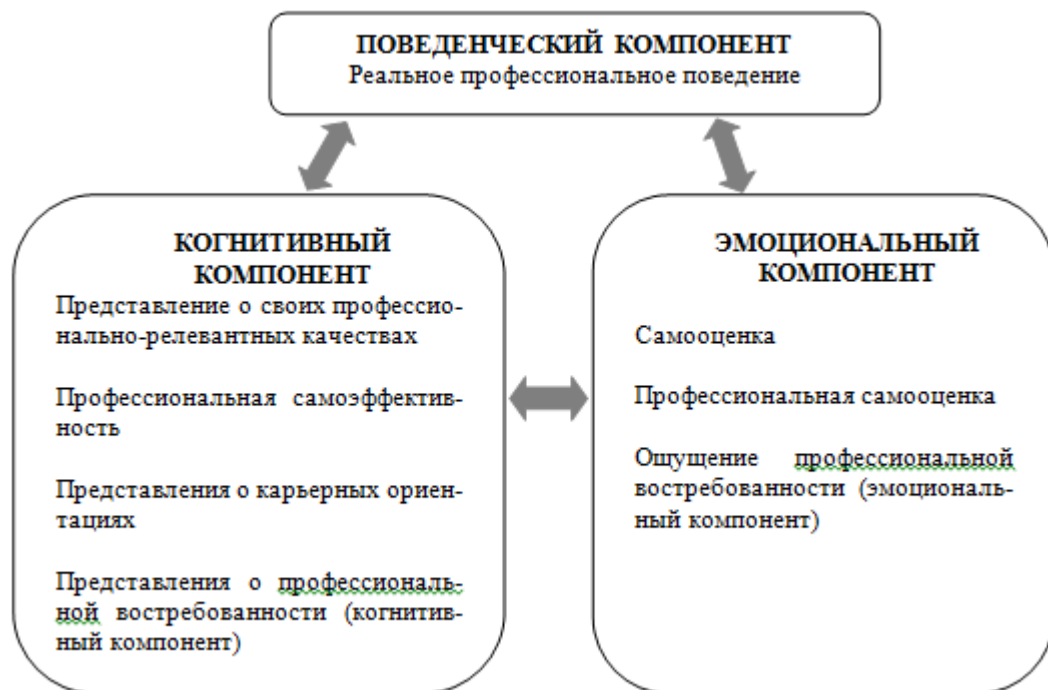 ПОВЕДЕНЧЕСКИЙ КОМПОНЕНТ
Реальное профессиональное поведение
КОГНИТИВНЫЙ
КОМПОНЕНТ
Представление о своих профессио-
нально-релевантных качествах
Профессиональная самоэффектив-
ность
Представления о карьерных ориен-
тациях
Представления о профессиональ-
ной востребованности (когнитив-
ный компонент)
ЭМОЦИОНАЛЬНЫЙ
КОМПОНЕНТ
Самооценка
Профессиональная самооценка
Ощущение профессиональной
востребованности (эмоциональ-
ный компонент)